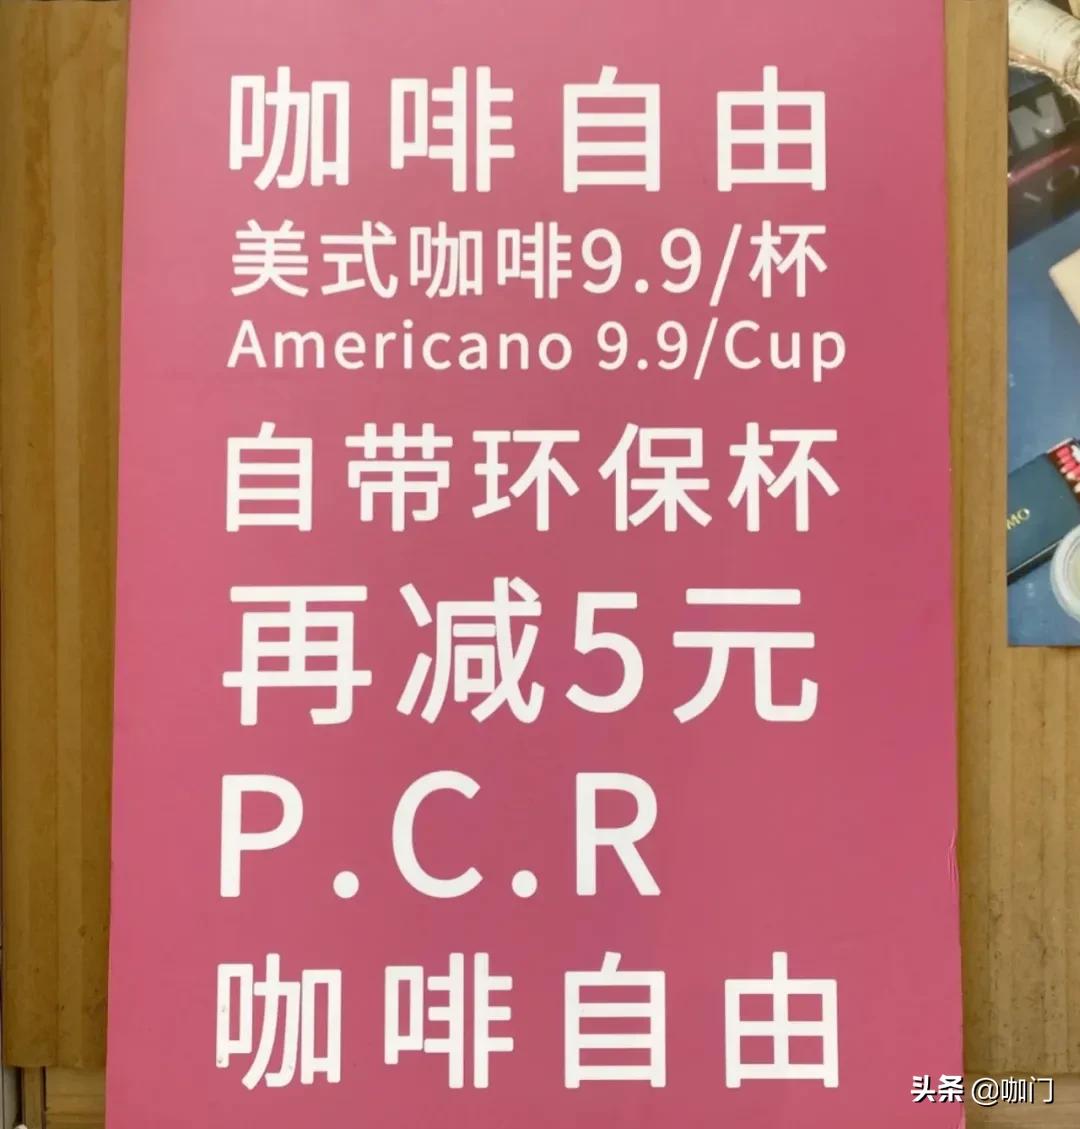 咖啡自由
美式咖啡9.9/杯
Americano 9.9/Cup
自带环保杯
再减5元
P.C.R
咖啡自由
N
MO
头条 @咖门